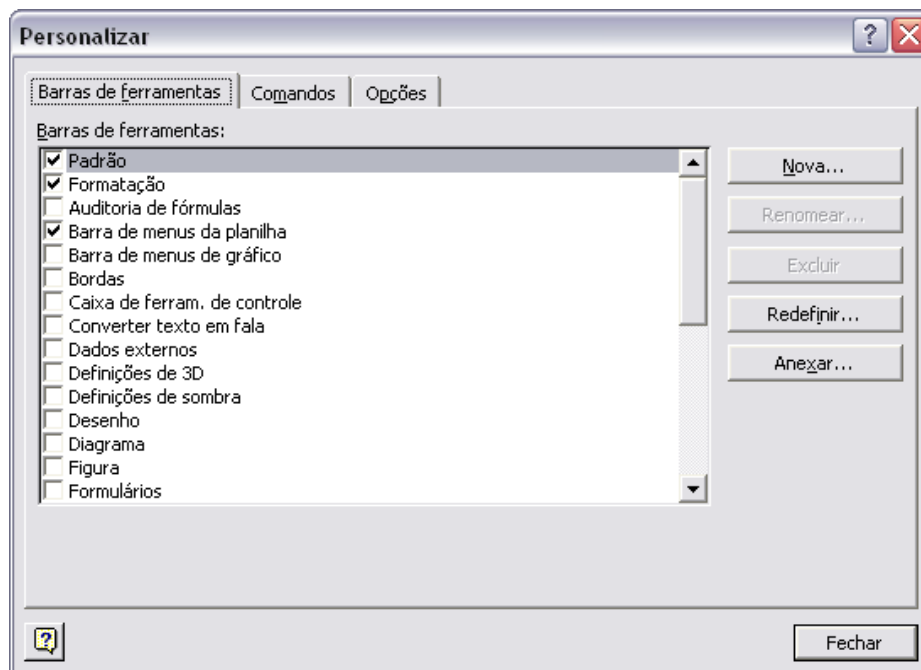 Personalizar
Barras de ferramentas Comandos Opções
Barras de ferramentas:
Padrão
Formatação
Auditoria de fórmulas
Barra de menus da planilha
Barra de menus de gráfico
Bordas
Caixa de ferram. de controle
Converter texto em fala
Dados externos
Definições de 3D
Definições de sombra
Desenho
Diagrama
Figura
Formulários
Nova...
Renomear...
Excluir
Redefinir...
Anexar...
Fechar